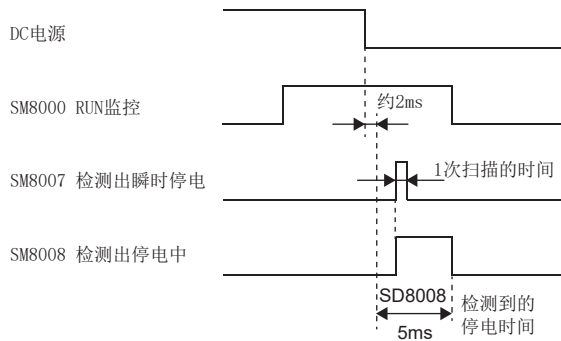 DC电源
SM8000 RUN监控
约2ms
SM8007 检测出瞬时停电
1次扫描的时间
SM8008 检测出停电中
SD8008
5ms
检测到的
停电时间